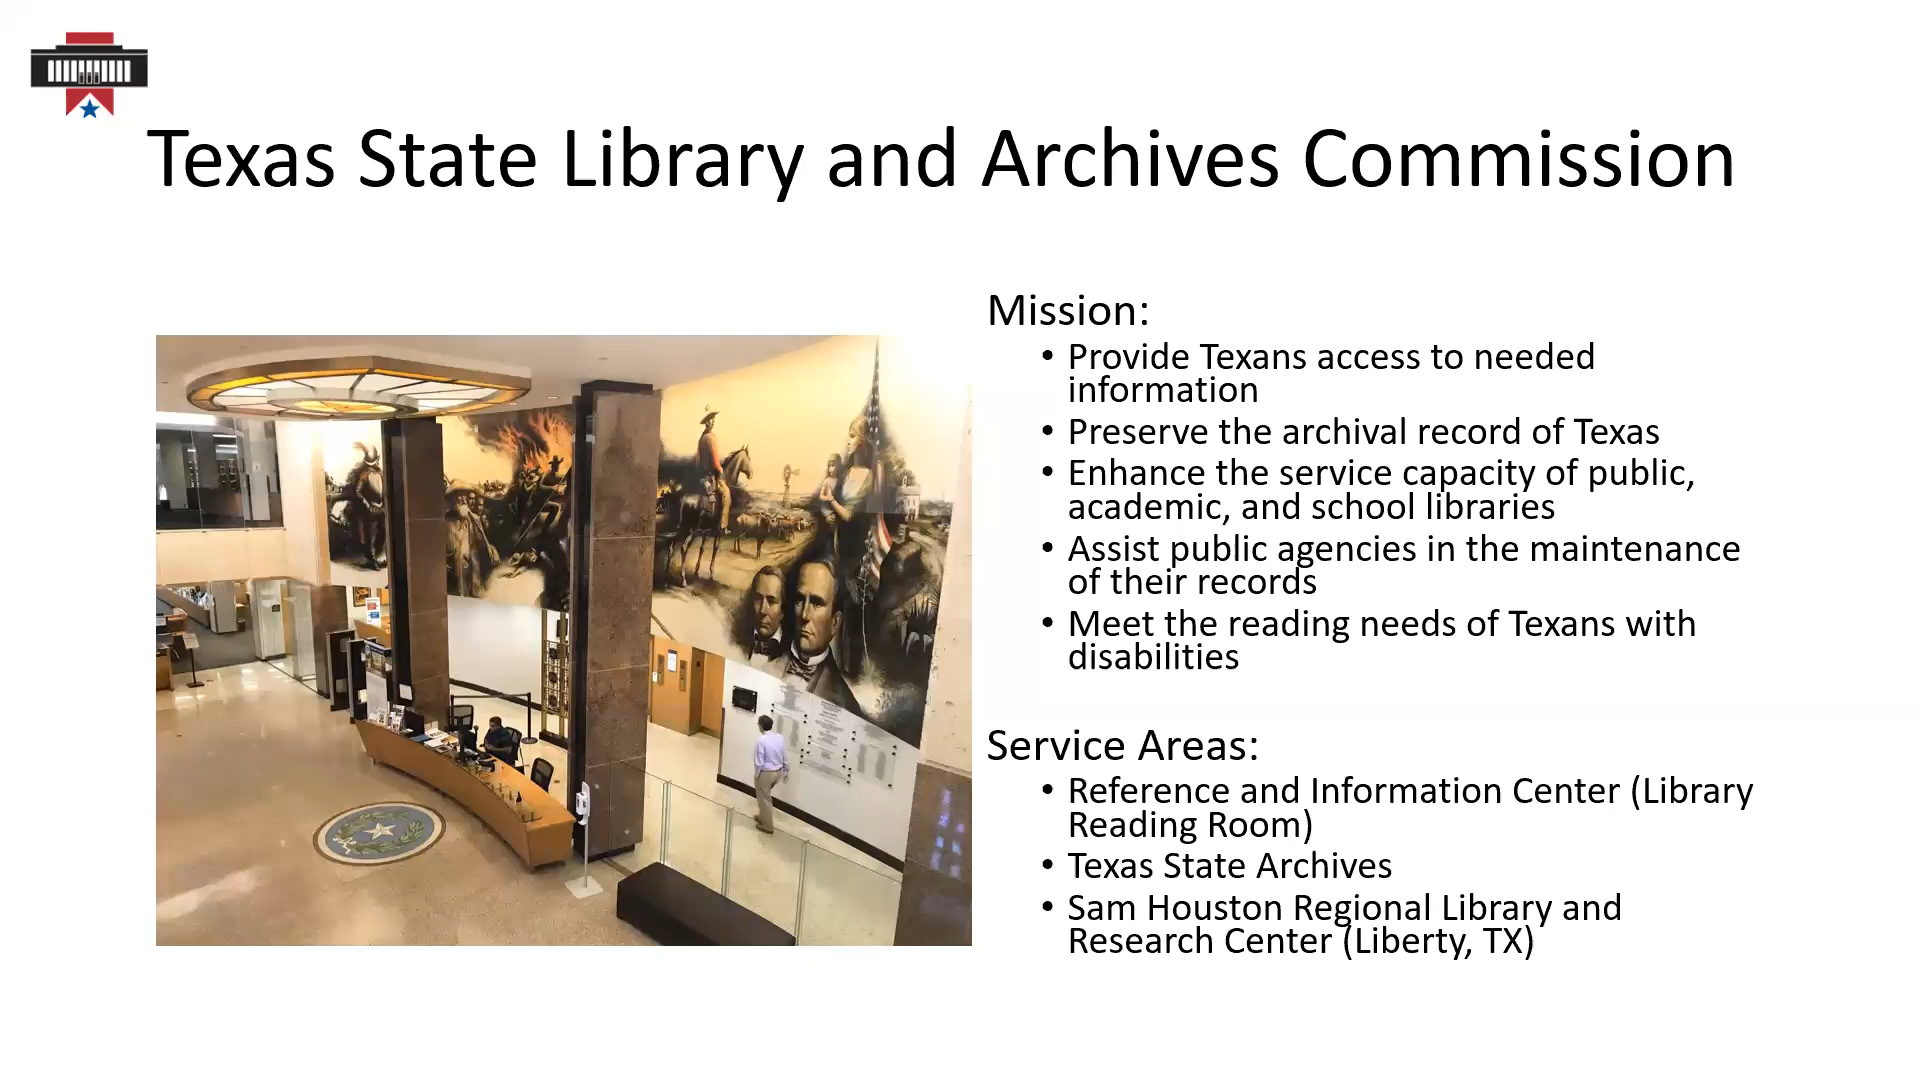 Texas State Library and Archives Commission
Mission:
• Provide Texans access to needed
information
• Preserve the archival record of Texas
• Enhance the service capacity of public,
academic, and school libraries
• Assist public agencies in the maintenance
of their records
• Meet the reading needs of Texans with
disabilities
Service Areas:
• Reference and Information Center (Library
Reading Room)
• Texas State Archives
• Sam Houston Regional Library and
Research Center (Liberty, TX)